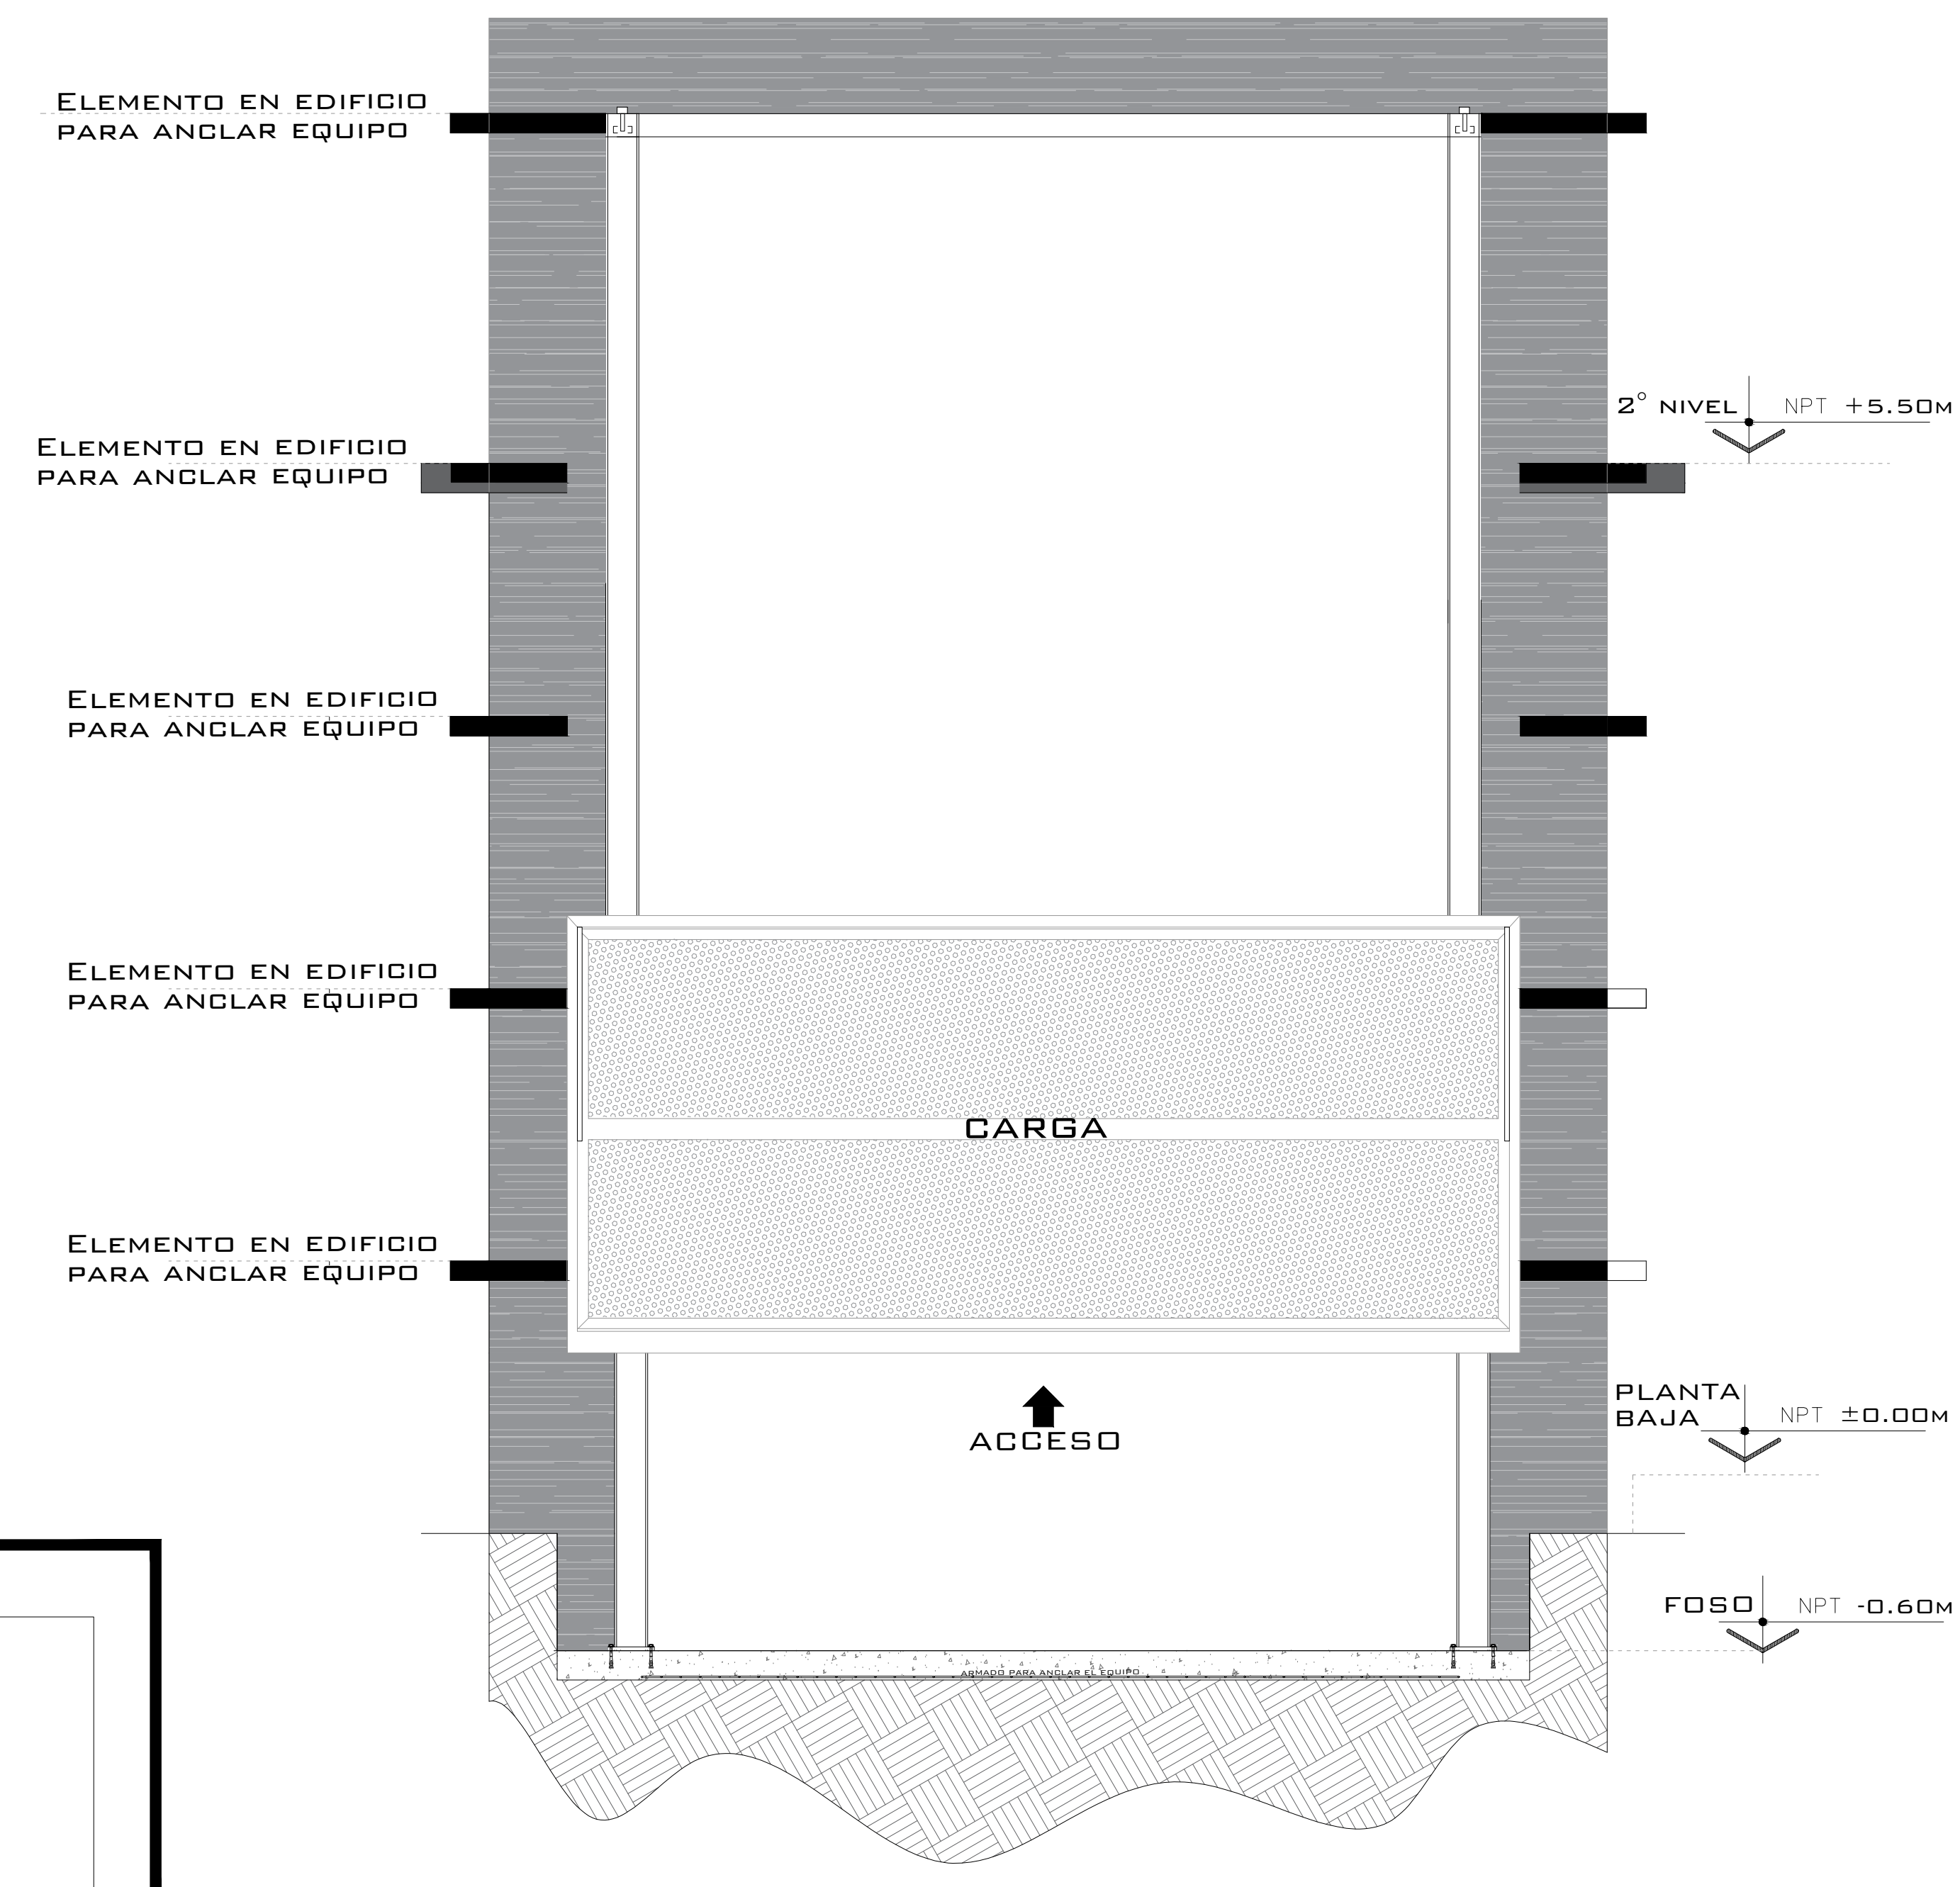 Elemento en edificio
para anclar equipo
2° nivel NPT +5.50m
Elemento en edificio
para anclar equipo
Elemento en edificio
para anclar equipo
Elemento en edificio
para anclar equipo
CARGA
Elemento en edificio
para anclar equipo
PLANTA
BAJA NPT ±0.00m
ACCESO
FOSO NPT -0.60m
ARMADO PARA ANCLAR EL EQUIPO